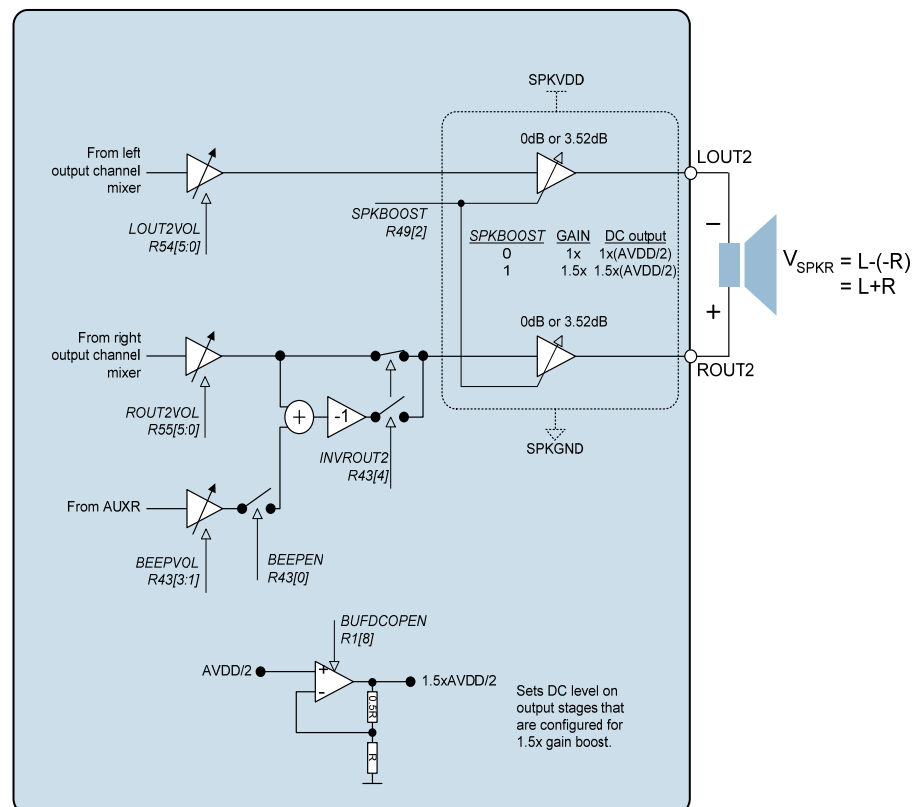 SPKVDD
0dB or 3.52dB
LOUT2
From left
output channel
mixer
LOUT2VOL
R54[5:0]
SPKBOOST
R49[2]
SPKBOOST GAIN DC output
0 1x 1x(AVDD/2)
1 1.5x 1.5x(AVDD/2)
−
+
VSPKR = L-(-R)
= L+R
0dB or 3.52dB
From right
output channel
mixer
ROUT2
ROUT2VOL
R55[5:0]
+
-1
INVROUT2
R43[4]
SPKGND
From AUXR
BEEPVOL
R43[3:1]
BEEPEN
R43[0]
BUFDCOPEN
R1[8]
AVDD/2
+
-
1.5xAVDD/2
0.5R
R
Sets DC level on
output stages that
are configured for
1.5x gain boost.